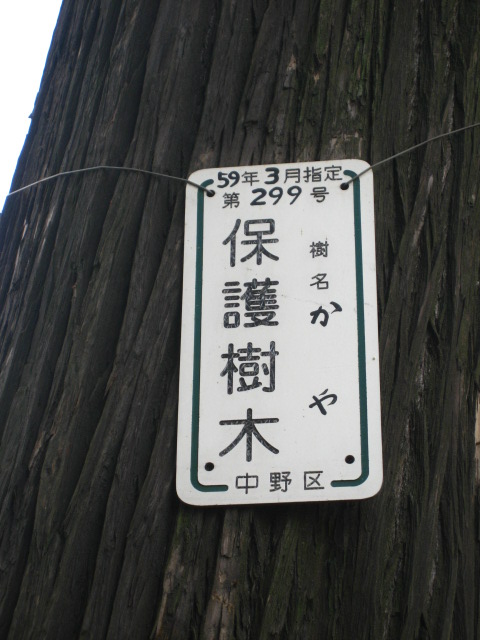 59年3月指定
第299号
樹名 かや
保護樹木
中野区